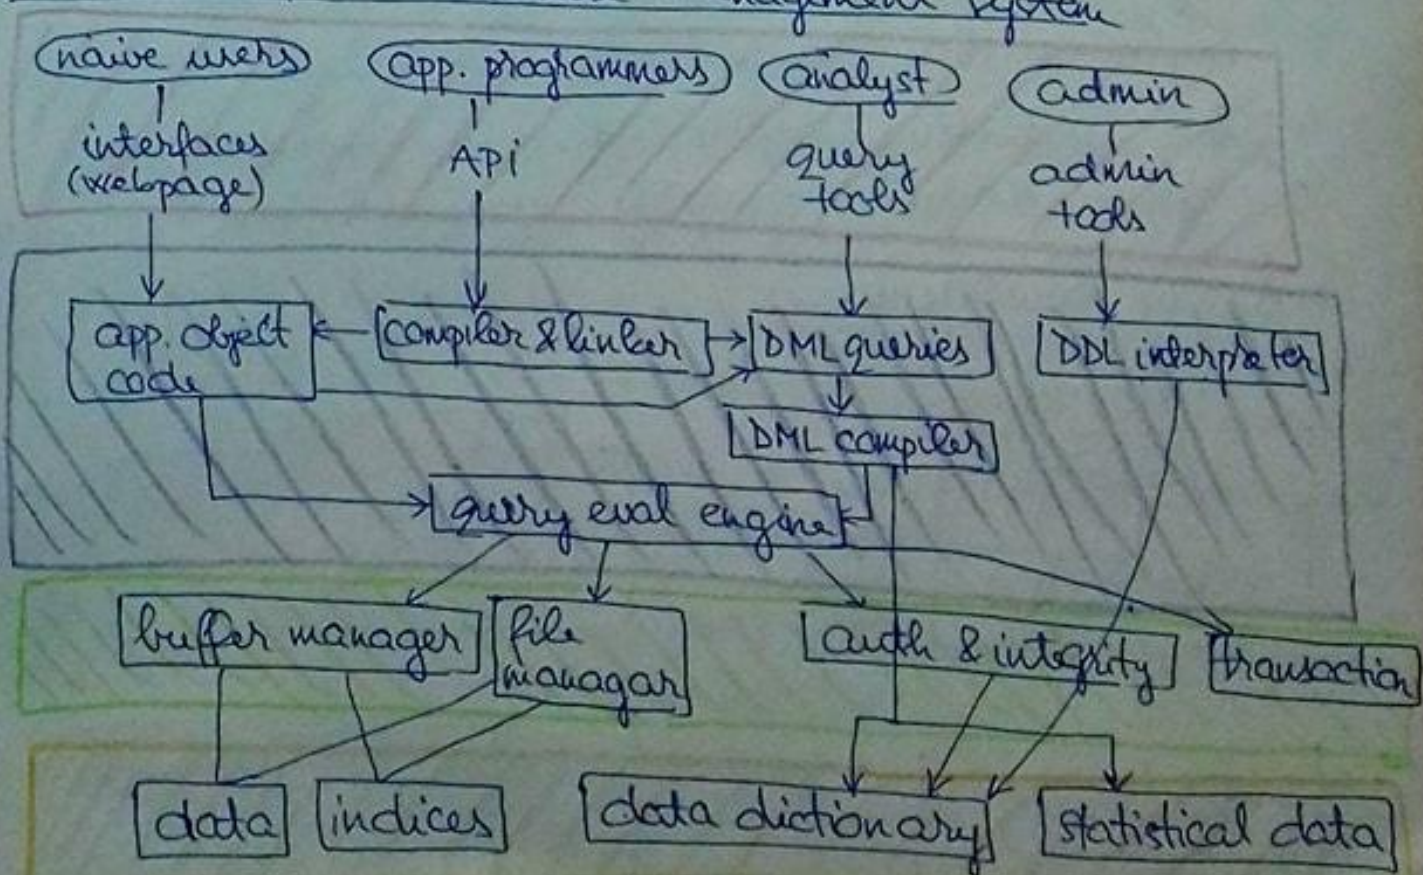 system
naive users
app. programmers
analyst
admin
interfaces
(webpage)
API
query
tools
admin
tools
app. object
code
compiler & linker
DML queries
DDL interpreter
DML compiler
query eval engine
buffer manager
file
manager
auth & integrity
transaction
data
indices
data dictionary
statistical data